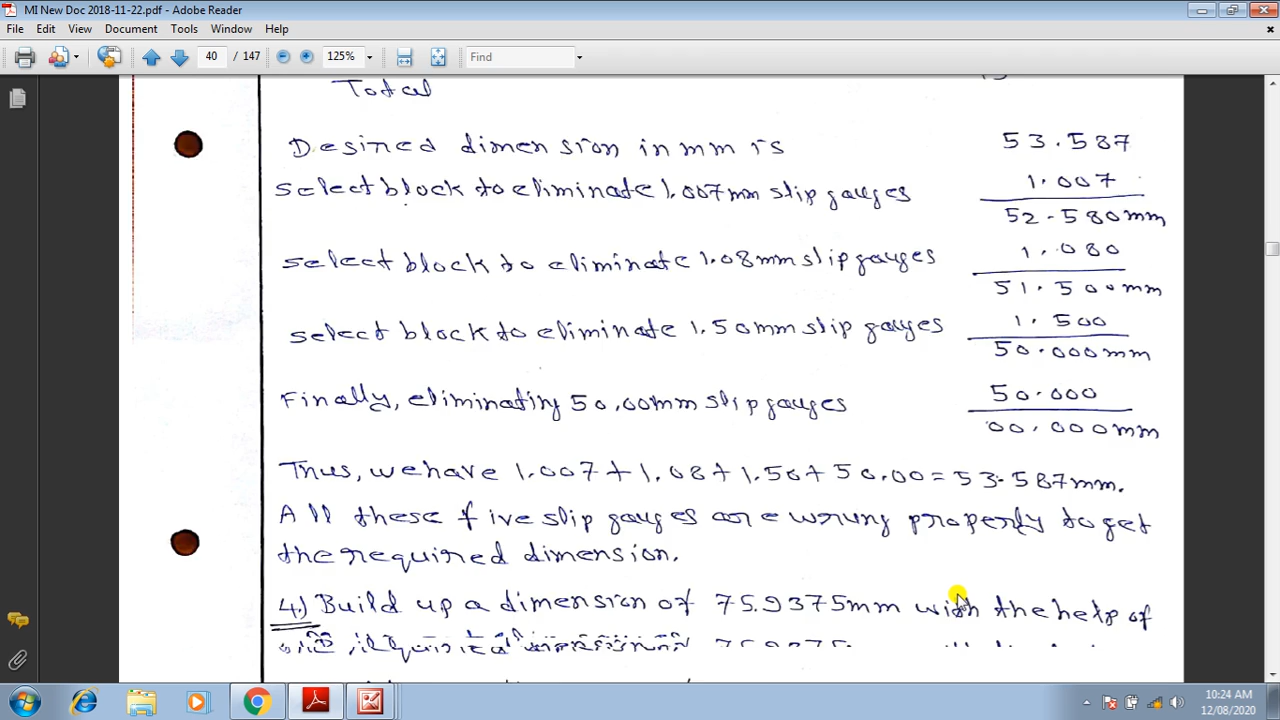 MI New Doc 2018-11-22.pdf - Adobe Reader
File Edit View Document Tools Window Help
40 / 147 125% Find
Total
Desired dimension in mm is 53.587
select block to eliminate 1.007mm slip gauges 1.007
52.580mm
select block to eliminate 1.08mm slip gauges 1.080
51.500mm
select block to eliminate 1.50mm slip gauges 1.500
50.000mm
Finally, eliminating 50.00mm slip gauges 50.000
00.000mm
Thus, we have 1.007+1.08+1.50+50.00=53.587mm.
All these five slip gauges are wrung properly to get
the required dimension.
4.) Build up a dimension of 75.9375mm with the help of
10:24 AM
12/08/2020